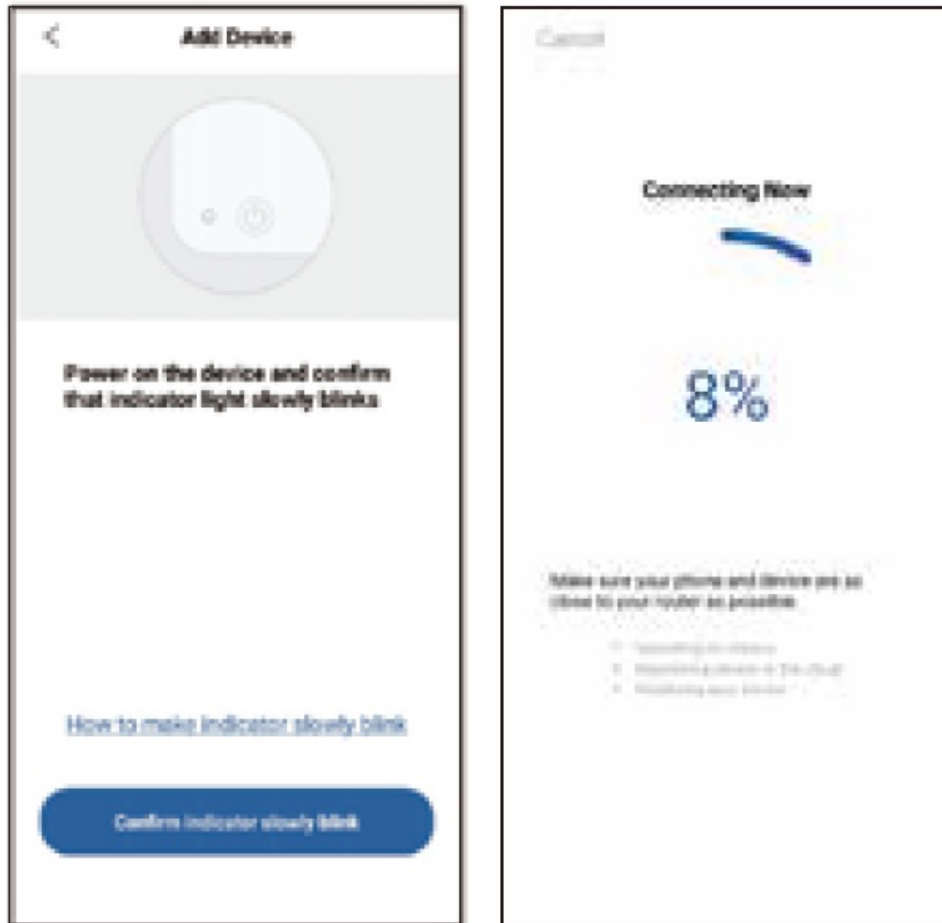 Add Device
Power on the device and confirm
that indicator light slowly blinks
How to make indicator slowly blink
Confirm indicator slowly blink
Cancel
Connecting Now
8%
Make sure your phone and device are as
close to your router as possible